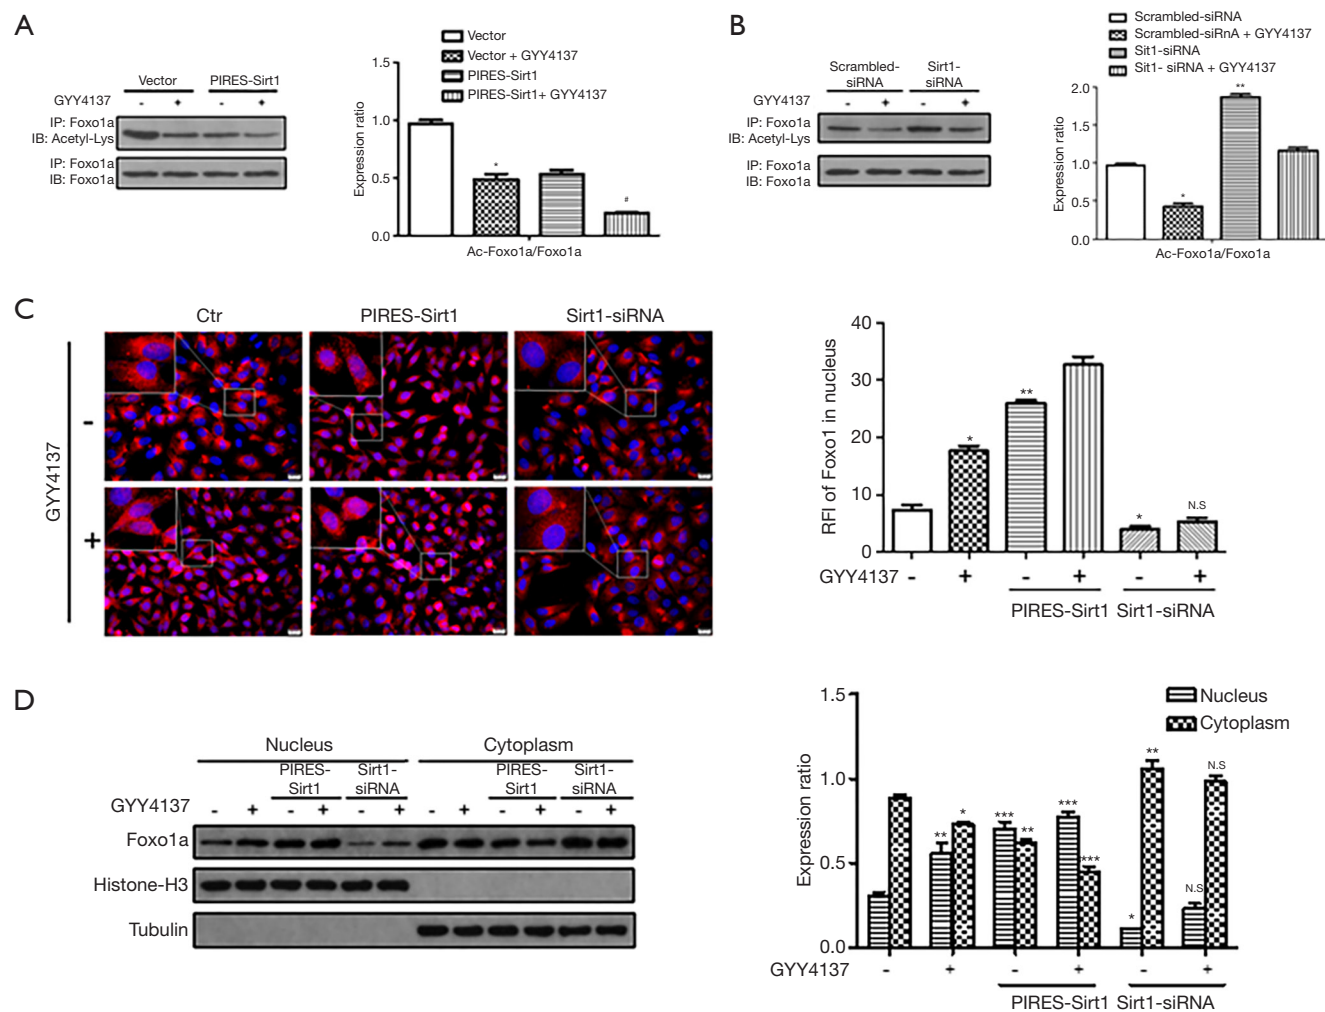 A
Vector
PIRES-Sirt1
GYY4137
-
+
-
+
IP: Foxo1a
IB: Acetyl-Lys
IP: Foxo1a
IB: Foxo1a
Vector
Vector + GYY4137
PIRES-Sirt1
PIRES-Sirt1+ GYY4137
Expression ratio
1.5
1.0
0.5
0.0
*
#
Ac-Foxo1a/Foxo1a
B
Scrambled-
siRNA
Sirt1-
siRNA
GYY4137
-
+
-
+
IP: Foxo1a
IB: Acetyl-Lys
IP: Foxo1a
IB: Foxo1a
Scrambled-siRNA
Scrambled-siRnA + GYY4137
Sit1-siRNA
Sit1- siRNA + GYY4137
Expression ratio
2.0
1.5
1.0
0.5
0.0
*
**
Ac-Foxo1a/Foxo1a
C
Ctr
PIRES-Sirt1
Sirt1-siRNA
GYY4137
-
+
RFI of Foxo1 in nucleus
40
30
20
10
0
*
**
*
N.S
GYY4137
-
+
-
+
-
+
PIRES-Sirt1
Sirt1-siRNA
D
Nucleus
Cytoplasm
PIRES-
Sirt1
Sirt1-
siRNA
PIRES-
Sirt1
Sirt1-
siRNA
GYY4137
-
+
-
+
-
+
-
+
-
+
-
+
Foxo1a
Histone-H3
Tubulin
Nucleus
Cytoplasm
Expression ratio
1.5
1.0
0.5
0.0
**
*
***
**
***
***
*
**
N.S
N.S
GYY4137
-
+
-
+
-
+
PIRES-Sirt1
Sirt1-siRNA